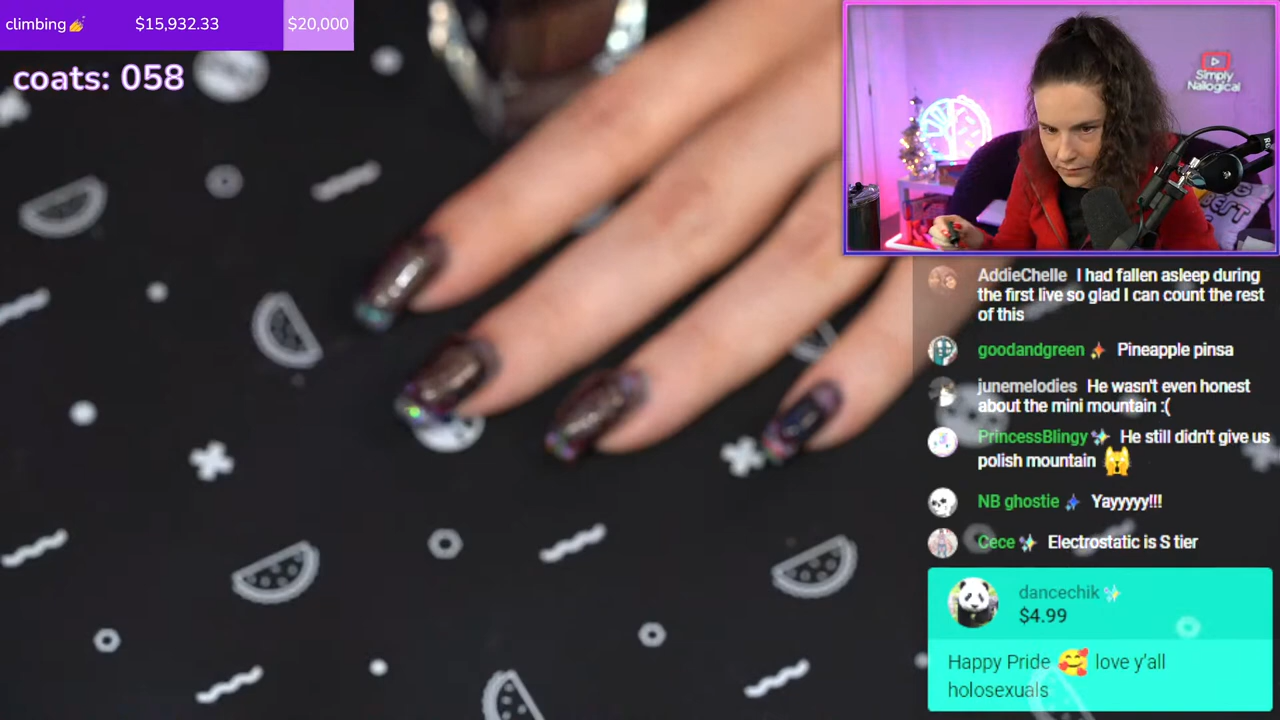 climbing💅 $15,932.33 $20,000
coats: 058
Simply
Nailogical
AddieChelle I had fallen asleep during
the first live so glad I can count the rest
of this
goodandgreen Pineapple pinsa
junemelodies He wasn't even honest
about the mini mountain :(
PrincessBlingy He still didn't give us
polish mountain 🙀
NB ghostie Yayyyyy!!!
Cece Electrostatic is S tier
dancechik
$4.99
Happy Pride 🥰 love y'all
holosexuals